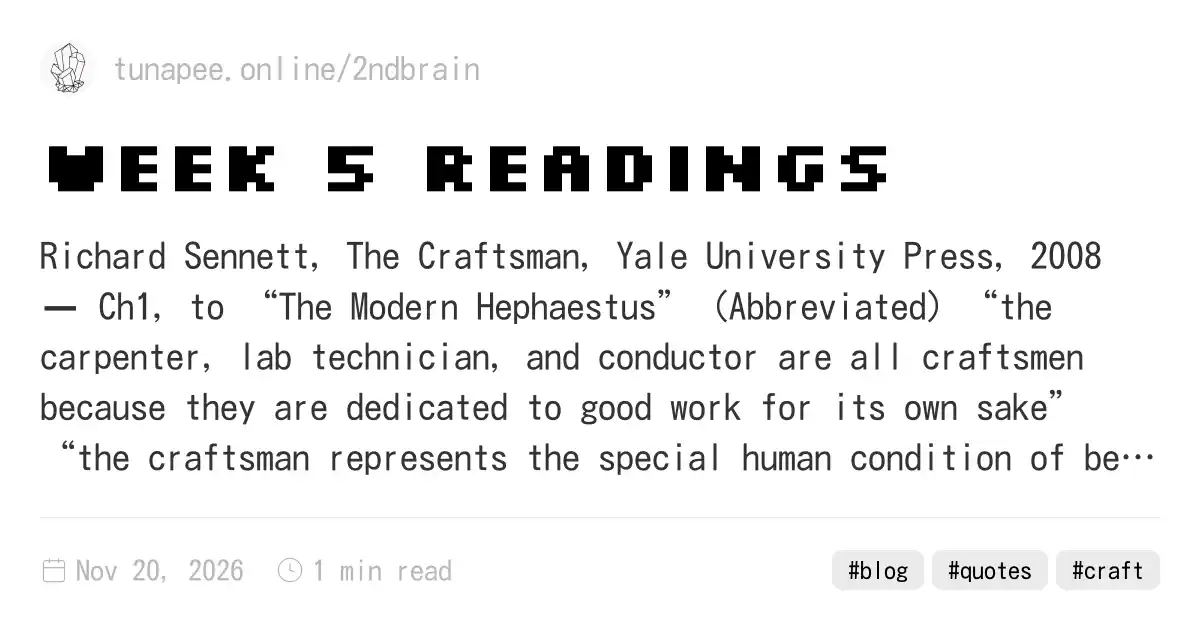 tunapee.online/2ndbrain
WEEK 5 READINGS
Richard Sennett, The Craftsman, Yale University Press, 2008
— Ch1, to “The Modern Hephaestus” (Abbreviated) “the
carpenter, lab technician, and conductor are all craftsmen
because they are dedicated to good work for its own sake”
“the craftsman represents the special human condition of be…
Nov 20, 2026 1 min read #blog #quotes #craft